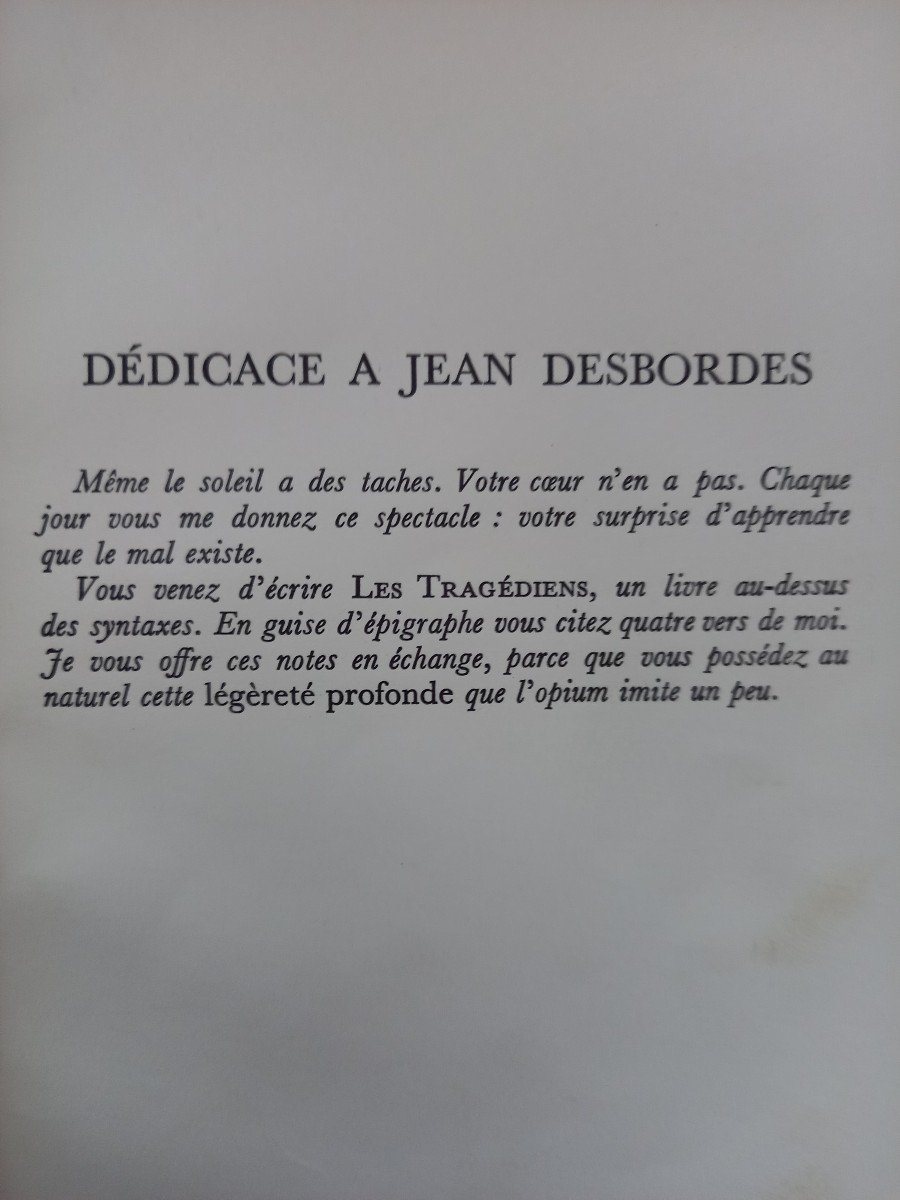 DÉDICACE A JEAN DESBORDES
Même le soleil a des taches. Votre cœur n'en a pas. Chaque
jour vous me donnez ce spectacle : votre surprise d'apprendre
que le mal existe.
Vous venez d'écrire LES TRAGÉDIENS, un livre au-dessus
des syntaxes. En guise d'épigraphe vous citez quatre vers de moi.
Je vous offre ces notes en échange, parce que vous possédez au
naturel cette légèreté profonde que l'opium imite un peu.